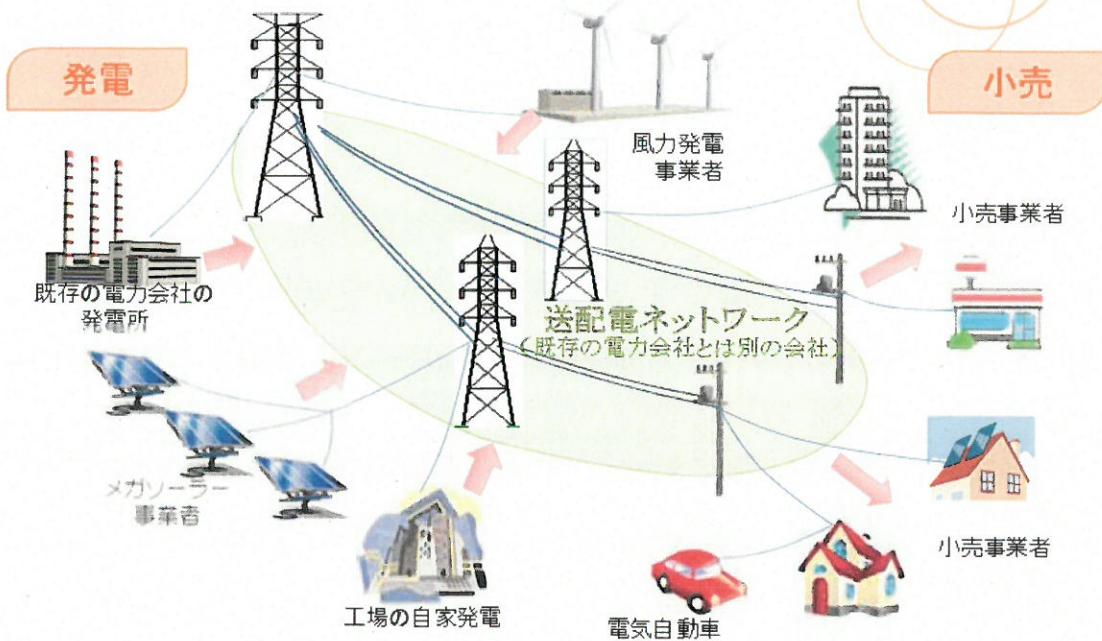 発電
小売
風力発電
事業者
小売事業者
既存の電力会社の
発電所
送配電ネットワーク
（既存の電力会社とは別の会社）
メガソーラー
事業者
小売事業者
工場の自家発電
電気自動車